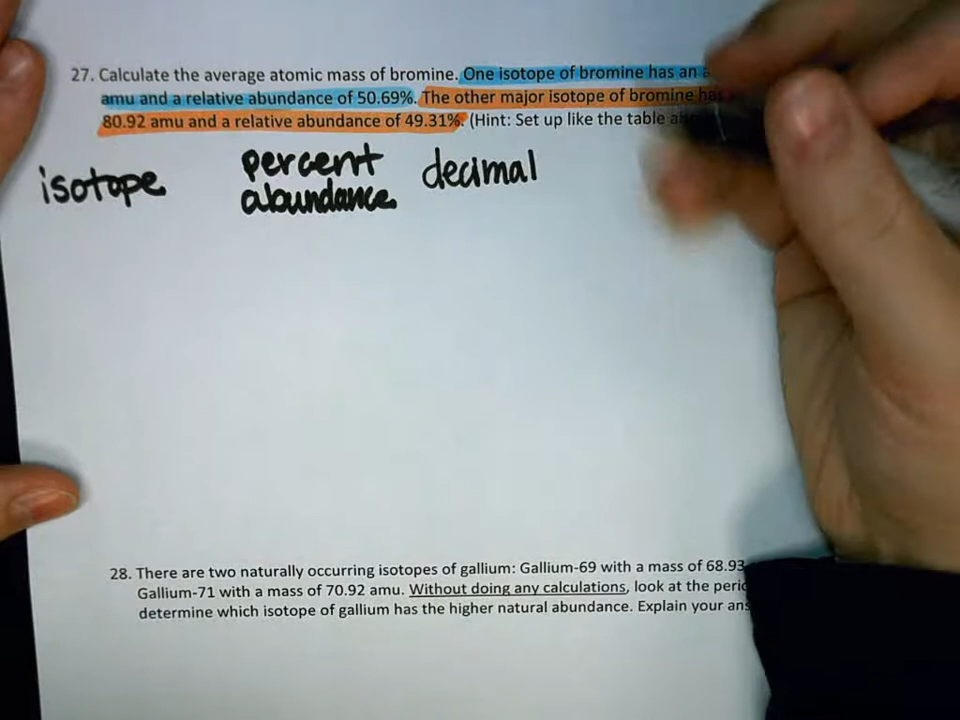 27. Calculate the average atomic mass of bromine. One isotope of bromine has an
amu and a relative abundance of 50.69%. The other major isotope of bromine has
80.92 amu and a relative abundance of 49.31%. (Hint: Set up like the table
isotope percent abundance decimal
28. There are two naturally occurring isotopes of gallium: Gallium-69 with a mass of 68.93
Gallium-71 with a mass of 70.92 amu. Without doing any calculations, look at the
determine which isotope of gallium has the higher natural abundance. Explain your